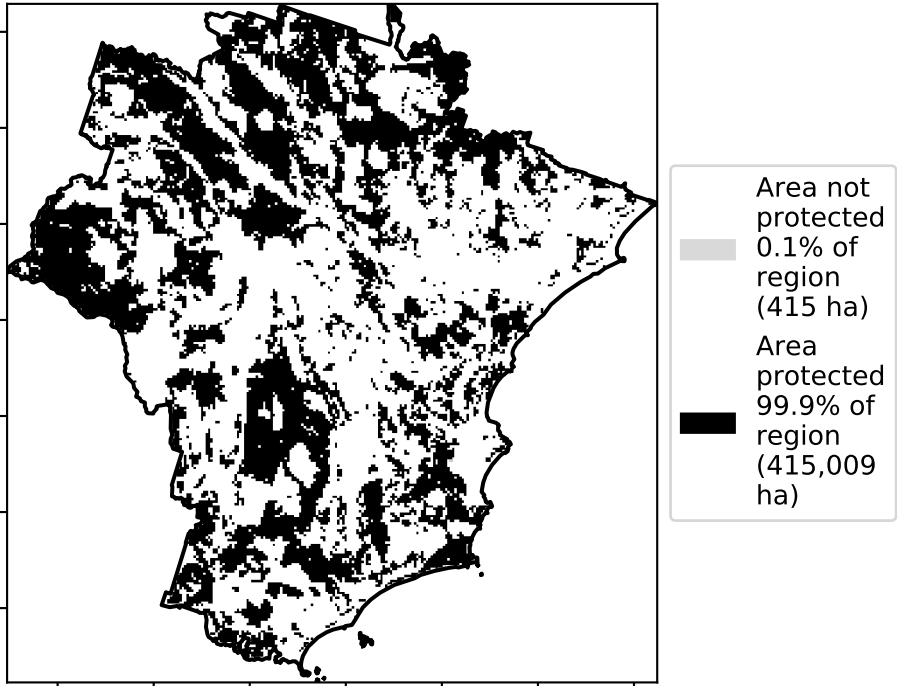 Area not
protected
0.1% of
region
(415 ha)
Area
protected
99.9% of
region
(415,009
ha)